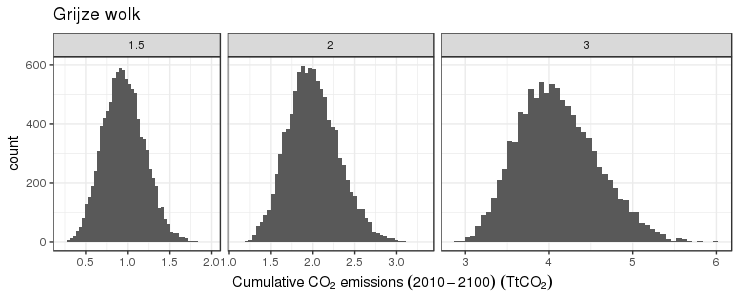 Grijze wolk
1.5 2 3
600
400
200
0
count
0.5 1.0 1.5 2.0 1.0 1.5 2.0 2.5 3.0 3 4 5 6
Cumulative CO₂ emissions (2010−2100) (TtCO₂)